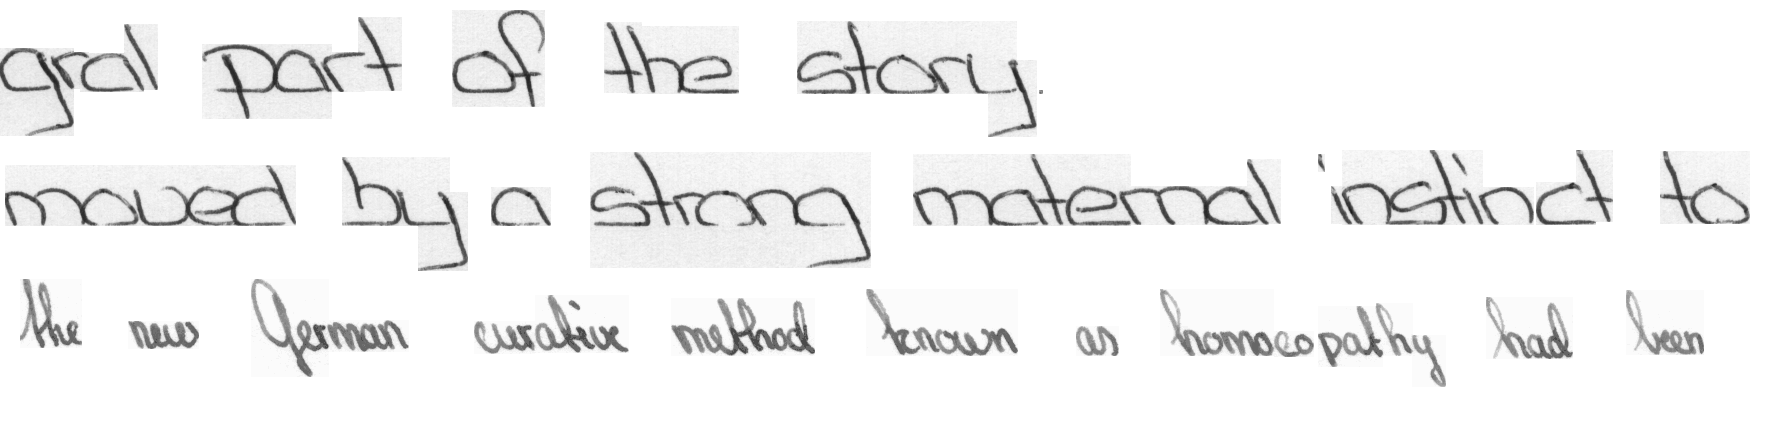 gral part of the story.
moved by a strong maternal instinct to
the new German curative method known as homocopathy had been